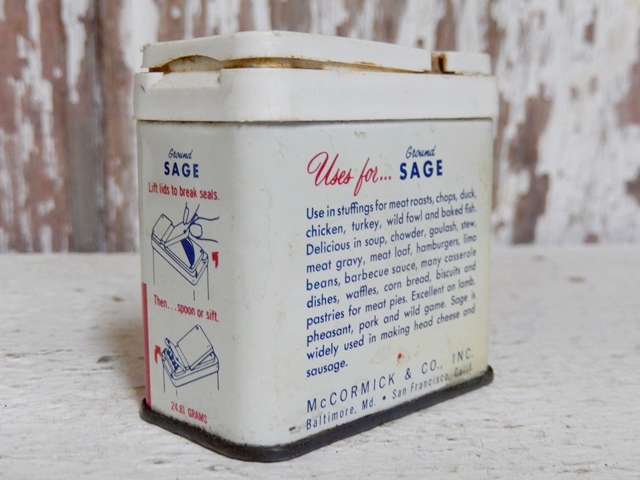 Ground
SAGE
Lift lids to break seals.
Then...spoon or sift.
24.81 GRAMS
Uses for... Ground SAGE
Use in stuffings for meat roasts, chops, duck,
chicken, turkey, wild fowl and baked fish.
Delicious in soup, chowder, goulash, stew,
meat gravy, meat loaf, hamburgers, lima
beans, barbecue sauce, many casserole
dishes, waffles, corn bread, biscuits and
pastries for meat pies. Excellent on lamb,
pheasant, pork and wild game. Sage is
widely used in making head cheese and
sausage.
McCORMICK & CO., INC.
Baltimore, Md. • San Francisco, Calif.